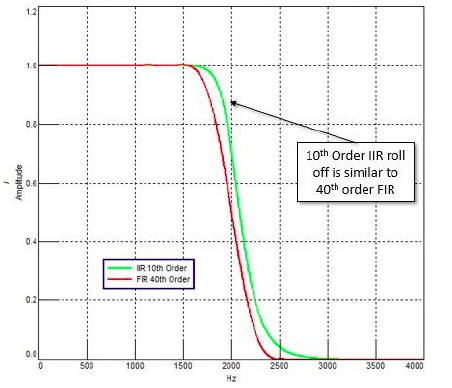 1.2
1.0
0.8
0.6
0.4
0.2
0.0
/
Amplitude
10th Order IIR roll
off is similar to
40th order FIR
IIR 10th Order
FIR 40th Order
0 500 1000 1500 2000 2500 3000 3500 4000
Hz